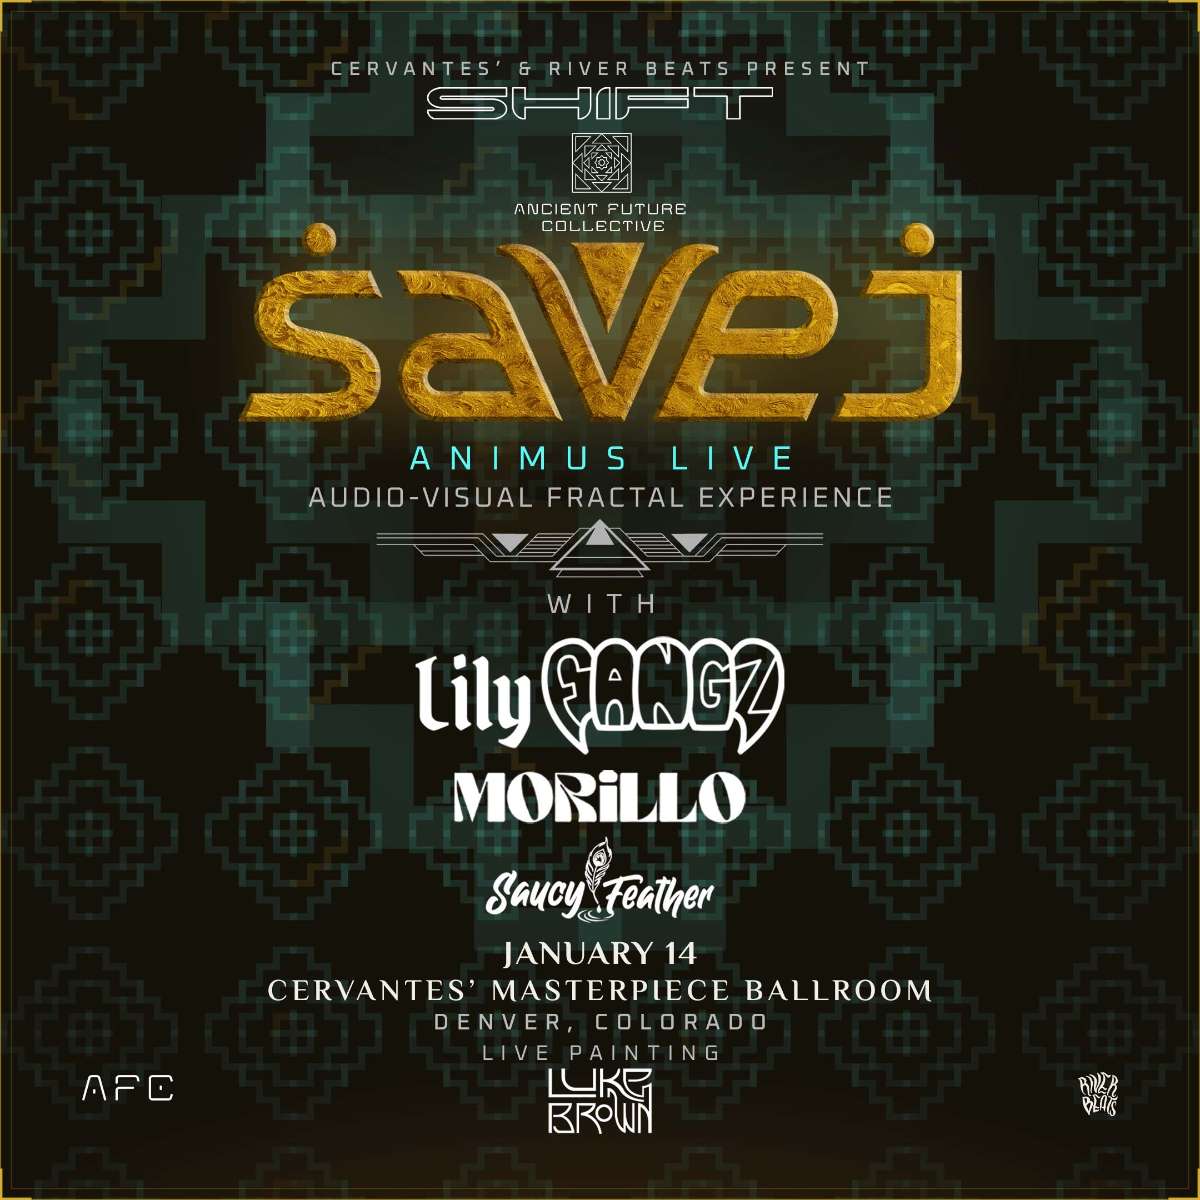 CERVANTES' & RIVER BEATS PRESENT
SHIFT
ANCIENT FUTURE
COLLECTIVE
savej
ANIMUS LIVE
AUDIO-VISUAL FRACTAL EXPERIENCE
WITH
Lily FANGZ
MORiLLO
Saucy Feather
JANUARY 14
CERVANTES' MASTERPIECE BALLROOM
DENVER, COLORADO
LIVE PAINTING
LUKE
BROWN
AFC
RIVER
BEATS